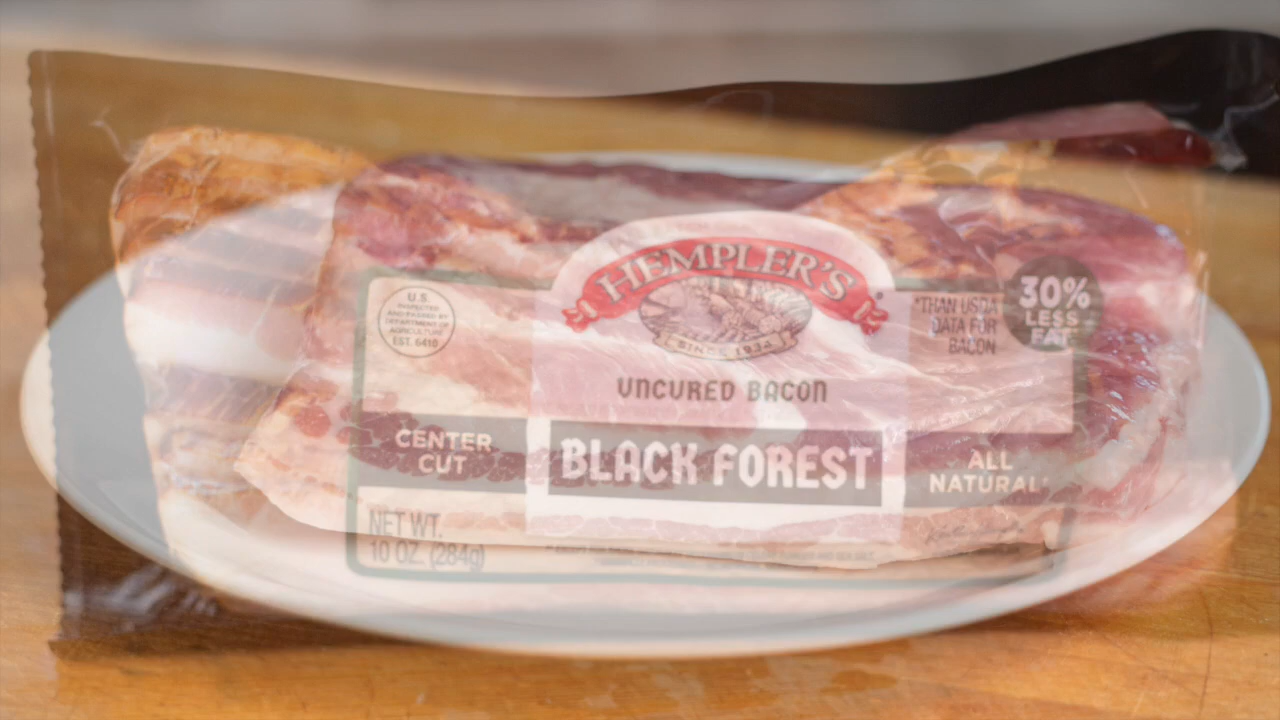 HEMPLER'S
SINCE 1934
U.S.
INSPECTED
AND PASSED BY
DEPARTMENT OF
AGRICULTURE
EST. 6410
*THAN USDA
DATA FOR
BACON
30%
LESS
FAT*
UNCURED BACON
CENTER
CUT
BLACK FOREST
ALL
NATURAL*
NET WT.
10 OZ. (284g)